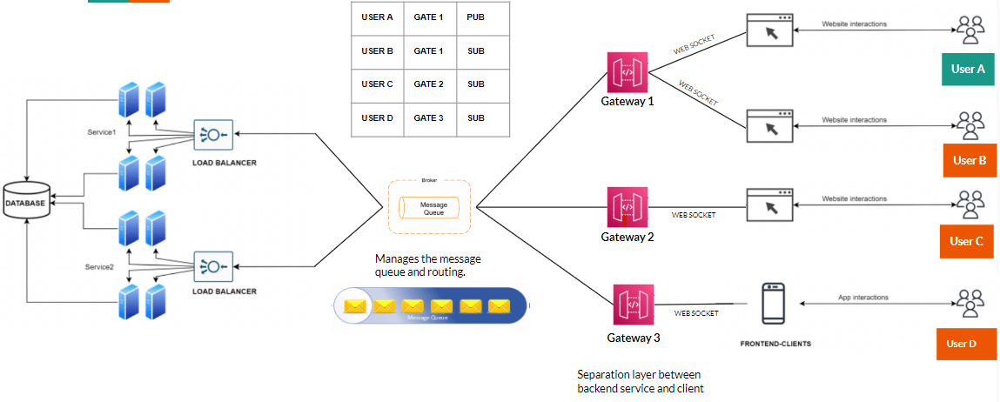 USER A GATE 1 PUB
USER B GATE 1 SUB
USER C GATE 2 SUB
USER D GATE 3 SUB
Service1
LOAD BALANCER
DATABASE
Service2
LOAD BALANCER
Broker
Message
Queue
Manages the message
queue and routing.
Message Queue
Gateway 1
WEB SOCKET
WEB SOCKET
Website interactions
User A
Website interactions
User B
Gateway 2
WEB SOCKET
Website interactions
User C
Gateway 3
WEB SOCKET
FRONTEND-CLIENTS
App interactions
User D
Separation layer between
backend service and client